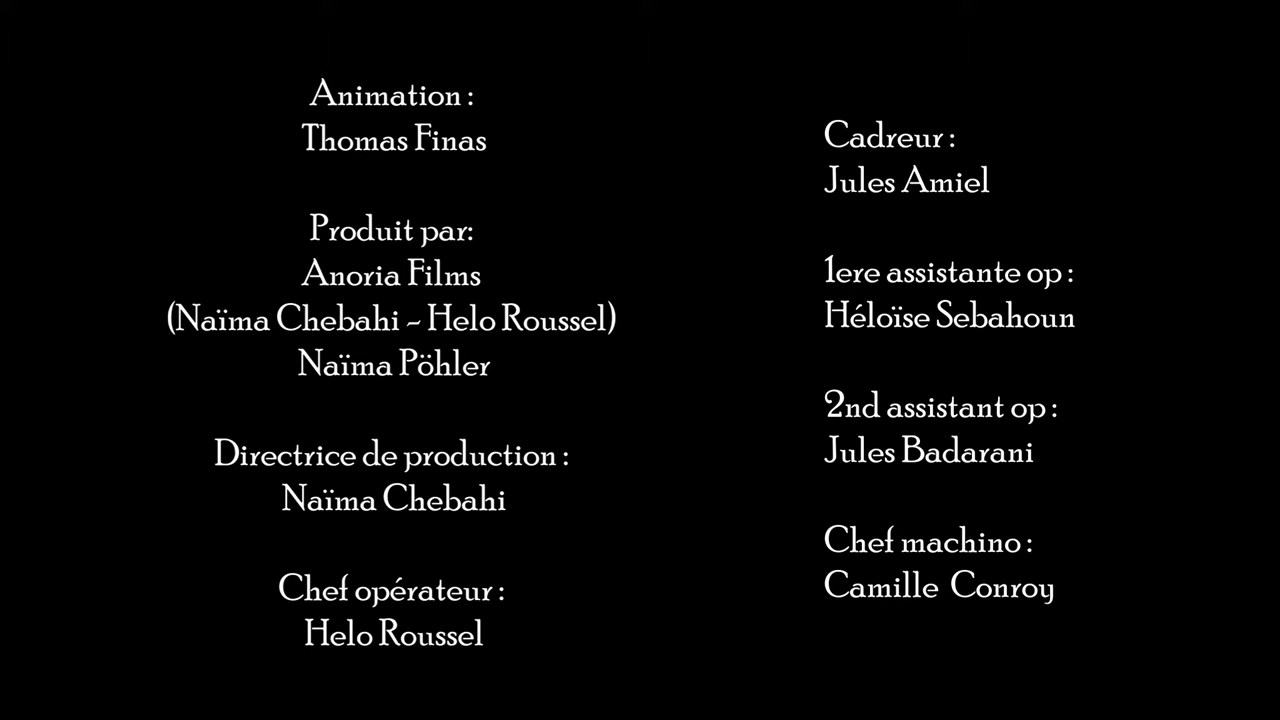 Animation :
Thomas Finas
Produit par:
Anoria Films
(Naïma Chebahi - Helo Roussel)
Naïma Pöhler
Directrice de production :
Naïma Chebahi
Chef opérateur :
Helo Roussel
Cadreur :
Jules Amiel
1ere assistante op :
Héloïse Sebahoun
2nd assistant op :
Jules Badarani
Chef machino :
Camille Conroy